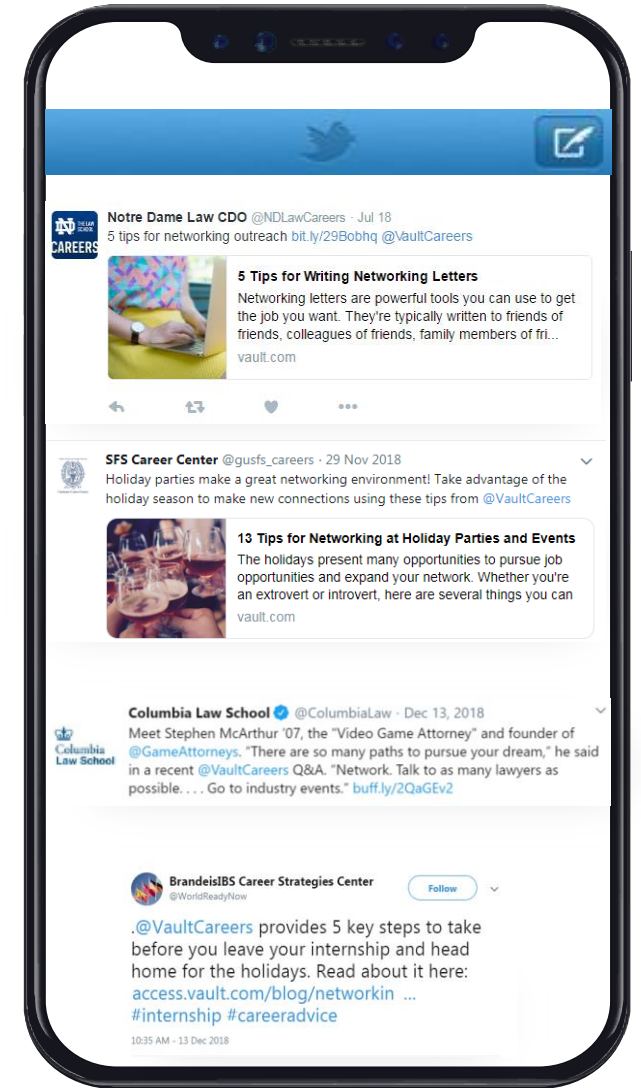 THE LAW
SCHOOL
CAREERS
Notre Dame Law CDO @NDLawCareers · Jul 18
5 tips for networking outreach bit.ly/29Bobhq @VaultCareers
5 Tips for Writing Networking Letters
Networking letters are powerful tools you can use to get
the job you want. They're typically written to friends of
friends, colleagues of friends, family members of fri...
vault.com
SFS Career Center @gusfs_careers · 29 Nov 2018
Holiday parties make a great networking environment! Take advantage of the
holiday season to make new connections using these tips from @VaultCareers
13 Tips for Networking at Holiday Parties and Events
The holidays present many opportunities to pursue job
opportunities and expand your network. Whether you're
an extrovert or introvert, here are several things you can
vault.com
Columbia
Law School
Columbia Law School @ColumbiaLaw · Dec 13, 2018
Meet Stephen McArthur '07, the "Video Game Attorney" and founder of
@GameAttorneys. "There are so many paths to pursue your dream," he said
in a recent @VaultCareers Q&A. "Network. Talk to as many lawyers as
possible. . . . Go to industry events." buff.ly/2QaGEv2
BrandeisIBS Career Strategies Center
@WorldReadyNow
Follow
.@VaultCareers provides 5 key steps to take
before you leave your internship and head
home for the holidays. Read about it here:
access.vault.com/blog/networkin ...
#internship #careeradvice
10:35 AM - 13 Dec 2018